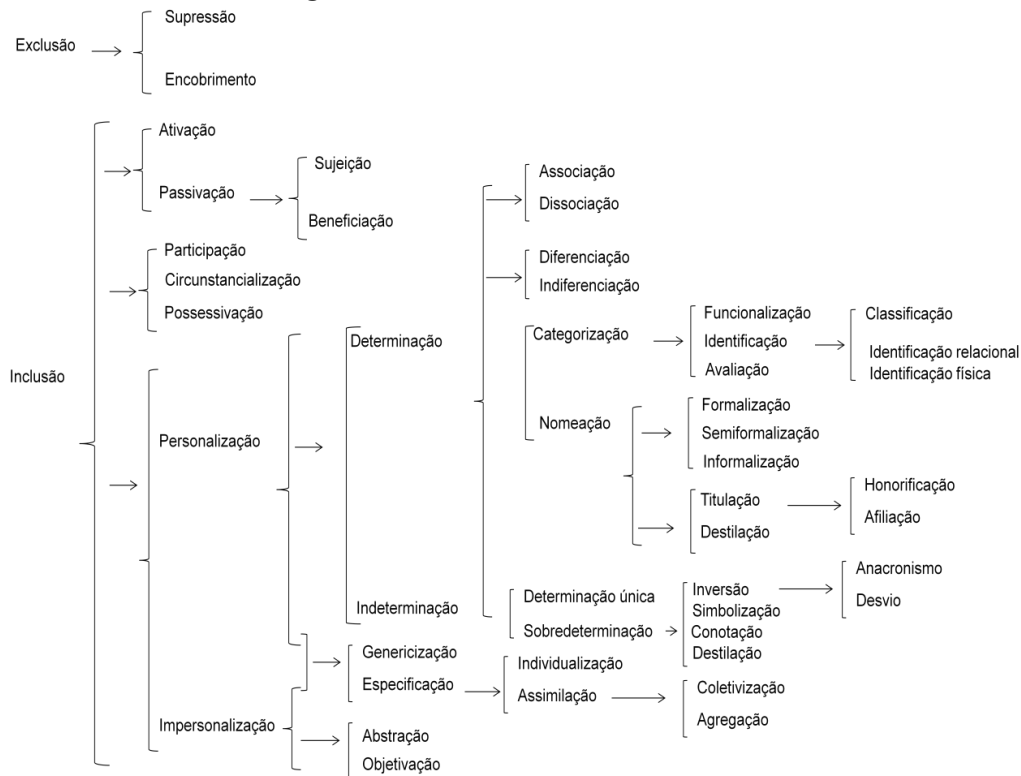 Supressão
Exclusão
Encobrimento
Ativação
Passivação
Sujeição
Beneficiação
Participação
Circunstancialização
Possessivação
Inclusão
Personalização
Determinação
Associação
Dissociação
Diferenciação
Indiferenciação
Categorização
Funcionalização
Identificação
Avaliação
Classificação
Identificação relacional
Identificação física
Nomeação
Formalização
Semiformalização
Informalização
Titulação
Destilação
Honorificação
Afiliação
Indeterminação
Determinação única
Sobredeterminação
Inversão
Simbolização
Conotação
Destilação
Anacronismo
Desvio
Genericização
Especificação
Individualização
Assimilação
Coletivização
Agregação
Impersonalização
Abstração
Objetivação